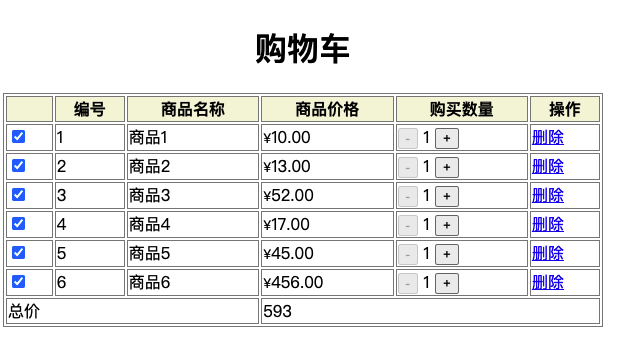 购物车
编号 商品名称 商品价格 购买数量 操作
1 商品1 ¥10.00 - 1 + 删除
2 商品2 ¥13.00 - 1 + 删除
3 商品3 ¥52.00 - 1 + 删除
4 商品4 ¥17.00 - 1 + 删除
5 商品5 ¥45.00 - 1 + 删除
6 商品6 ¥456.00 - 1 + 删除
总价 593